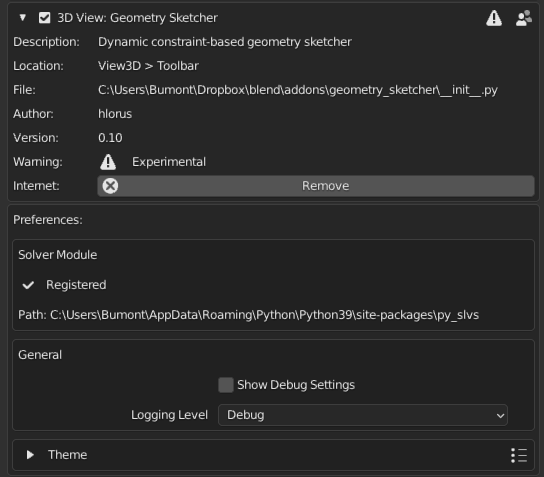 3D View: Geometry Sketcher
Description: Dynamic constraint-based geometry sketcher
Location: View3D > Toolbar
File: C:\Users\Bumont\Dropbox\blend\addons\geometry_sketcher\__init__.py
Author: hlorus
Version: 0.10
Warning: Experimental
Internet: Remove
Preferences:
Solver Module
Registered
Path: C:\Users\Bumont\AppData\Roaming\Python\Python39\site-packages\py_slvs
General
Show Debug Settings
Logging Level Debug
Theme